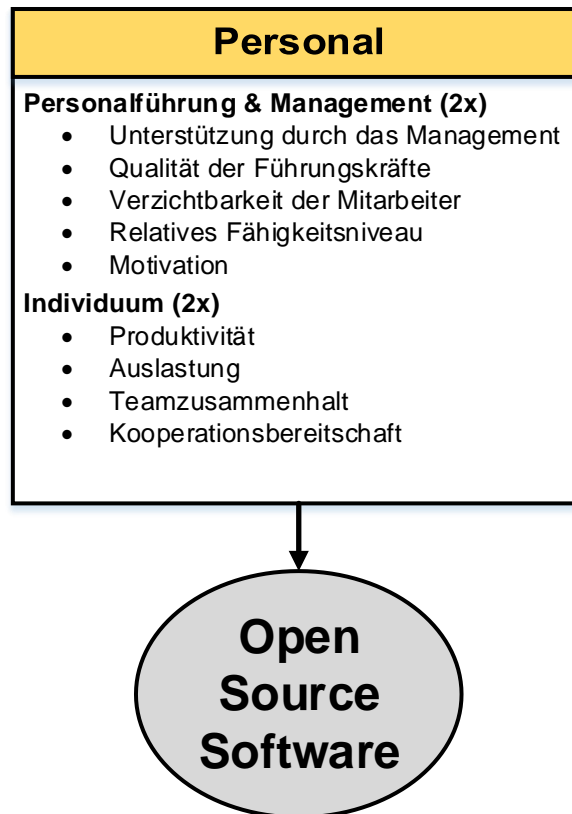 Personal
Personalführung & Management (2x)
• Unterstützung durch das Management
• Qualität der Führungskräfte
• Verzichtbarkeit der Mitarbeiter
• Relatives Fähigkeitsniveau
• Motivation
Individuum (2x)
• Produktivität
• Auslastung
• Teamzusammenhalt
• Kooperationsbereitschaft
Open
Source
Software